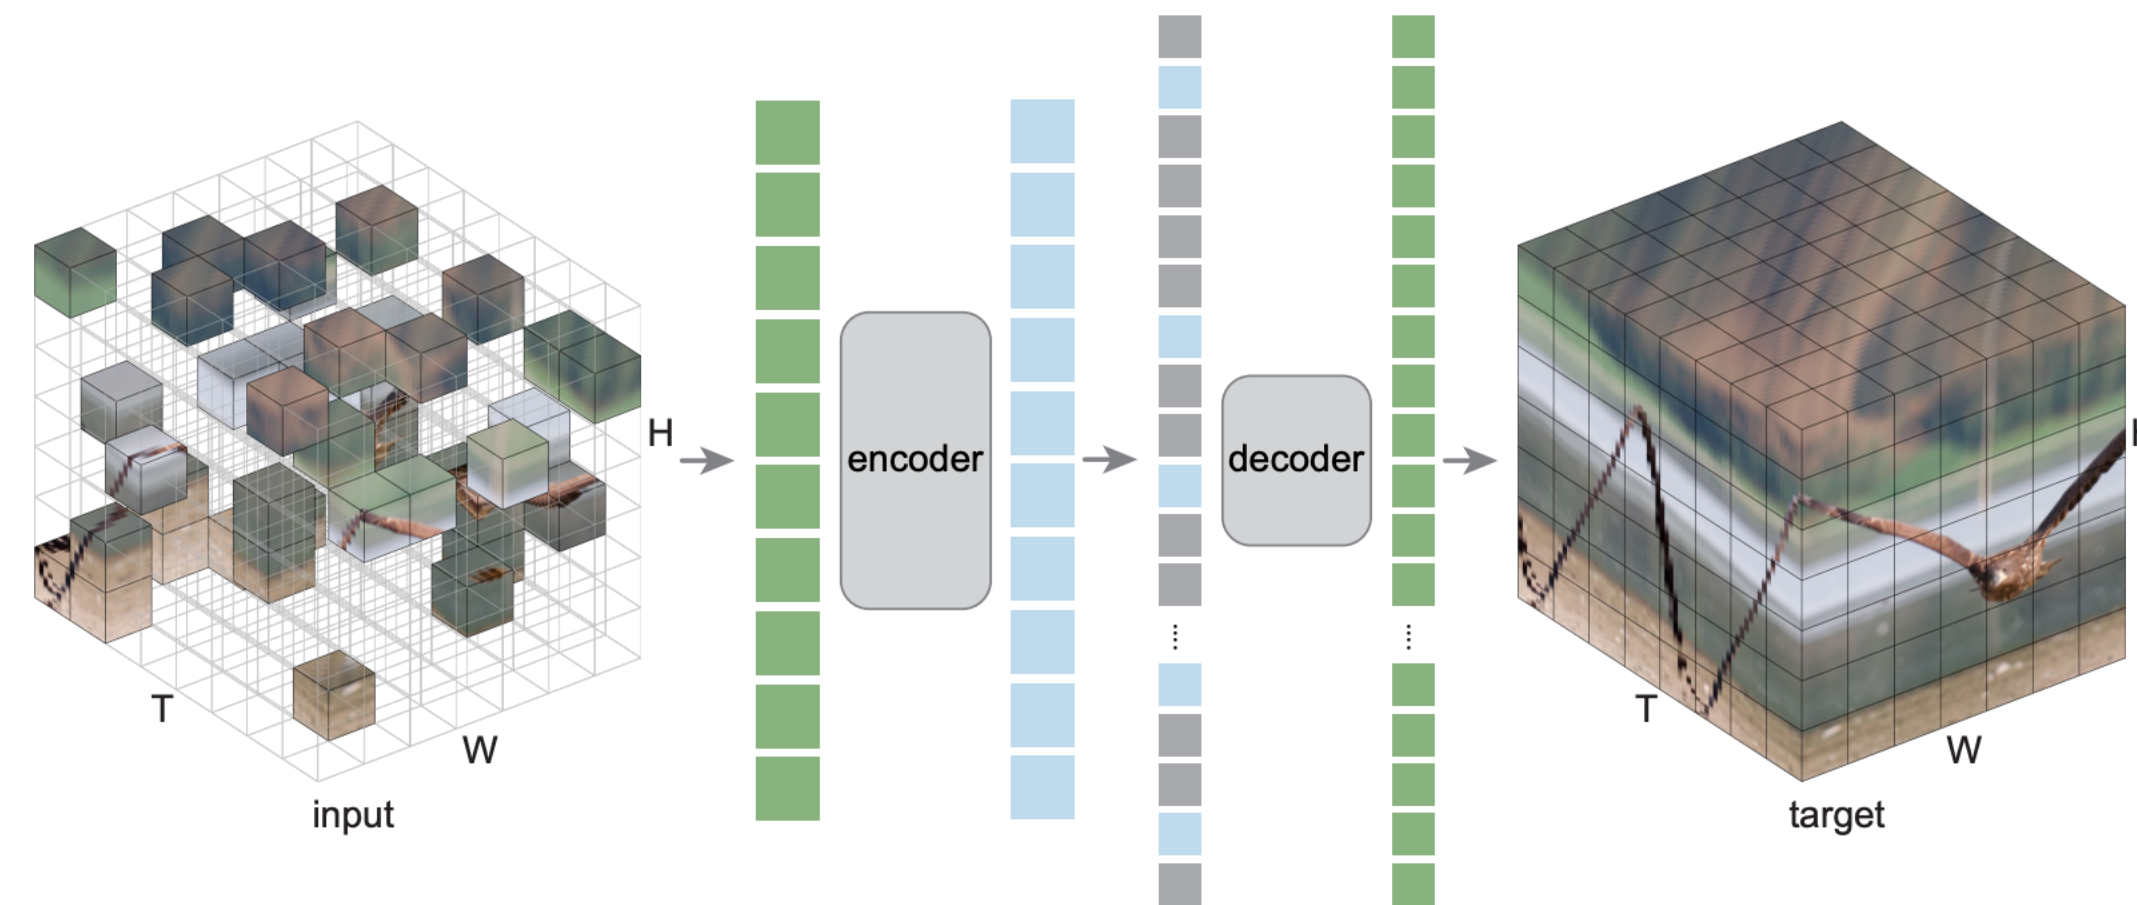 H
encoder
decoder
T
W
input
T
W
target